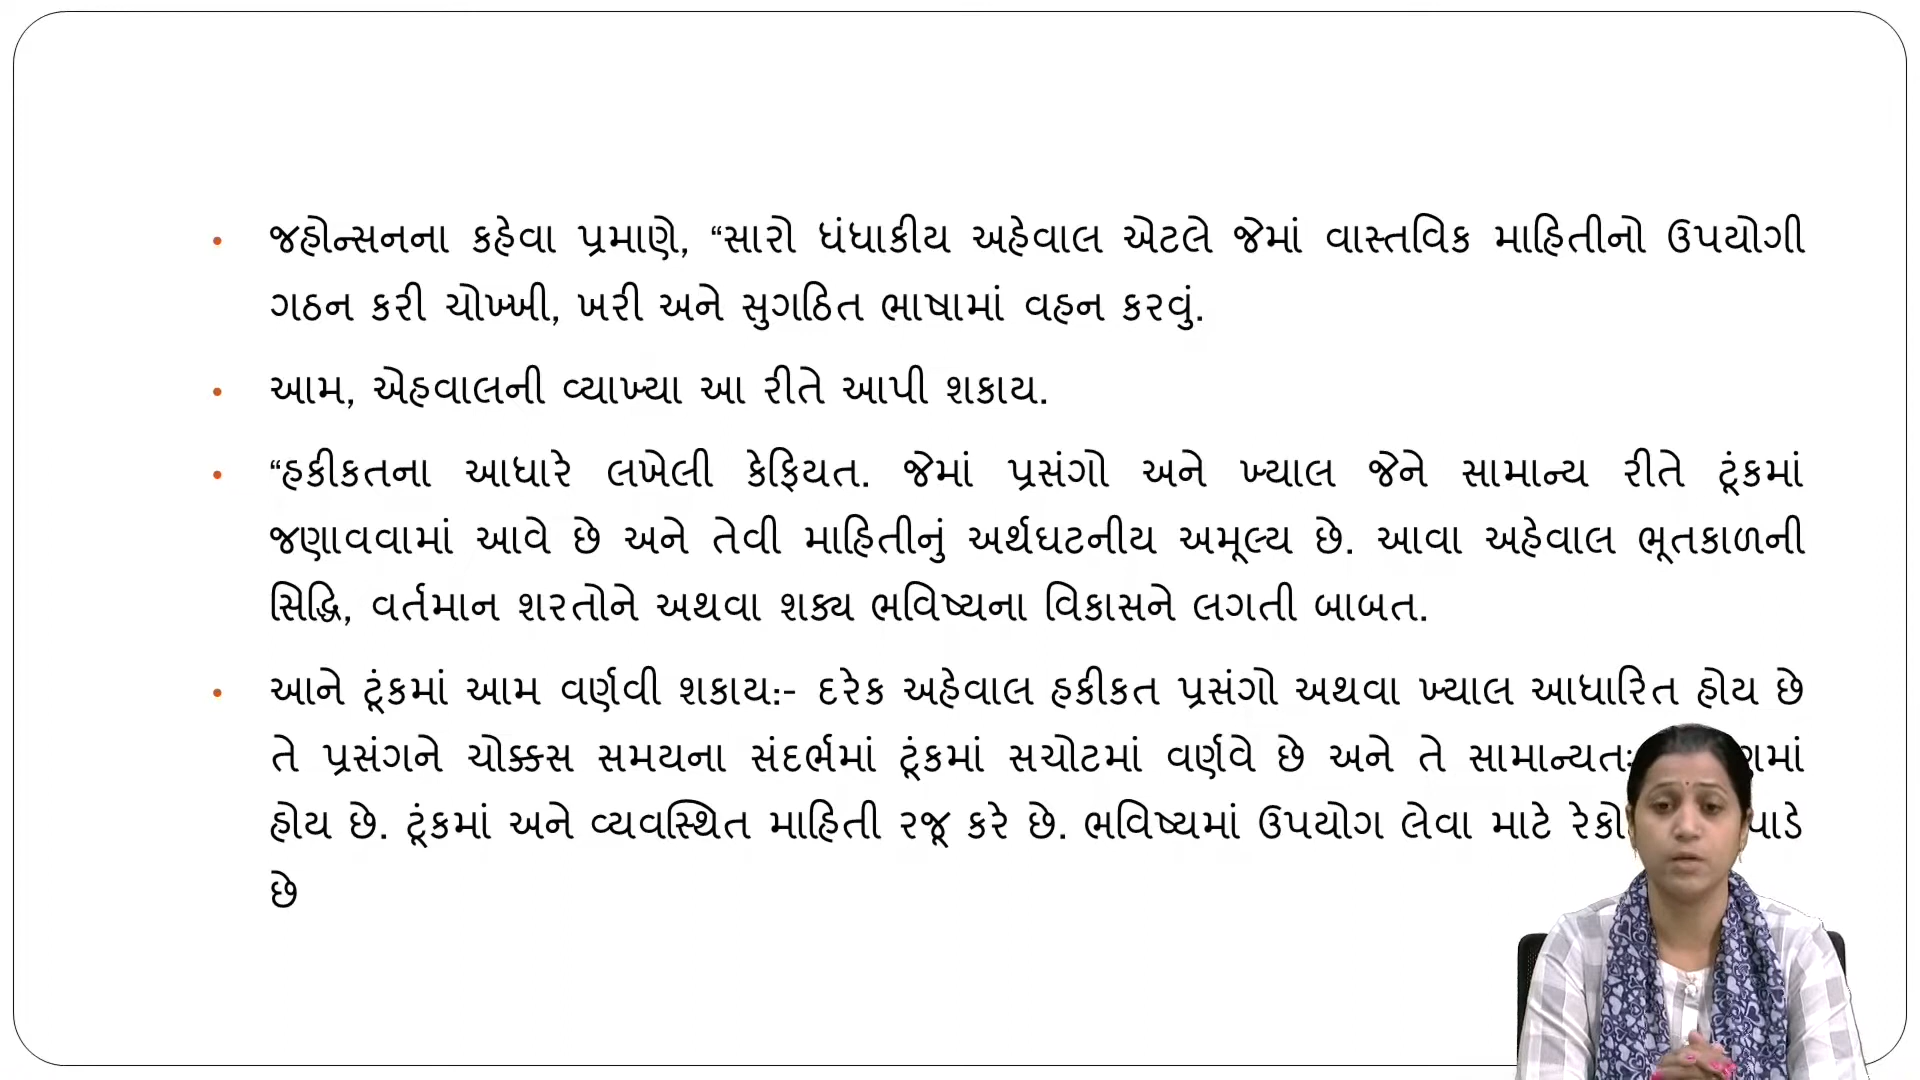 • જ્હોન્સનના કહેવા પ્રમાણે, “સારો ધંધાકીય અહેવાલ એટલે જેમાં વાસ્તવિક માહિતીનો ઉપયોગી
ગઠન કરી ચોખ્ખી, ખરી અને સુગઠિત ભાષામાં વહન કરવું.
• આમ, એહવાલની વ્યાખ્યા આ રીતે આપી શકાય.
• “હકીકતના આધારે લખેલી કેફિયત. જેમાં પ્રસંગો અને ખ્યાલ જેને સામાન્ય રીતે ટૂંકમાં
જણાવવામાં આવે છે અને તેવી માહિતીનું અર્થઘટનીય અમૂલ્ય છે. આવા અહેવાલ ભૂતકાળની
સિદ્ધિ, વર્તમાન શરતોને અથવા શક્ય ભવિષ્યના વિકાસને લગતી બાબત.
• આને ટૂંકમાં આમ વર્ણવી શકાય:- દરેક અહેવાલ હકીકત પ્રસંગો અથવા ખ્યાલ આધારિત હોય છે
તે પ્રસંગને ચોક્કસ સમયના સંદર્ભમાં ટૂંકમાં સચોટમાં વર્ણવે છે અને તે
હોય છે. ટૂંકમાં અને વ્યવસ્થિત માહિતી રજૂ કરે છે. ભવિષ્યમાં ઉપયોગ લેવા માટે પાડે
છે